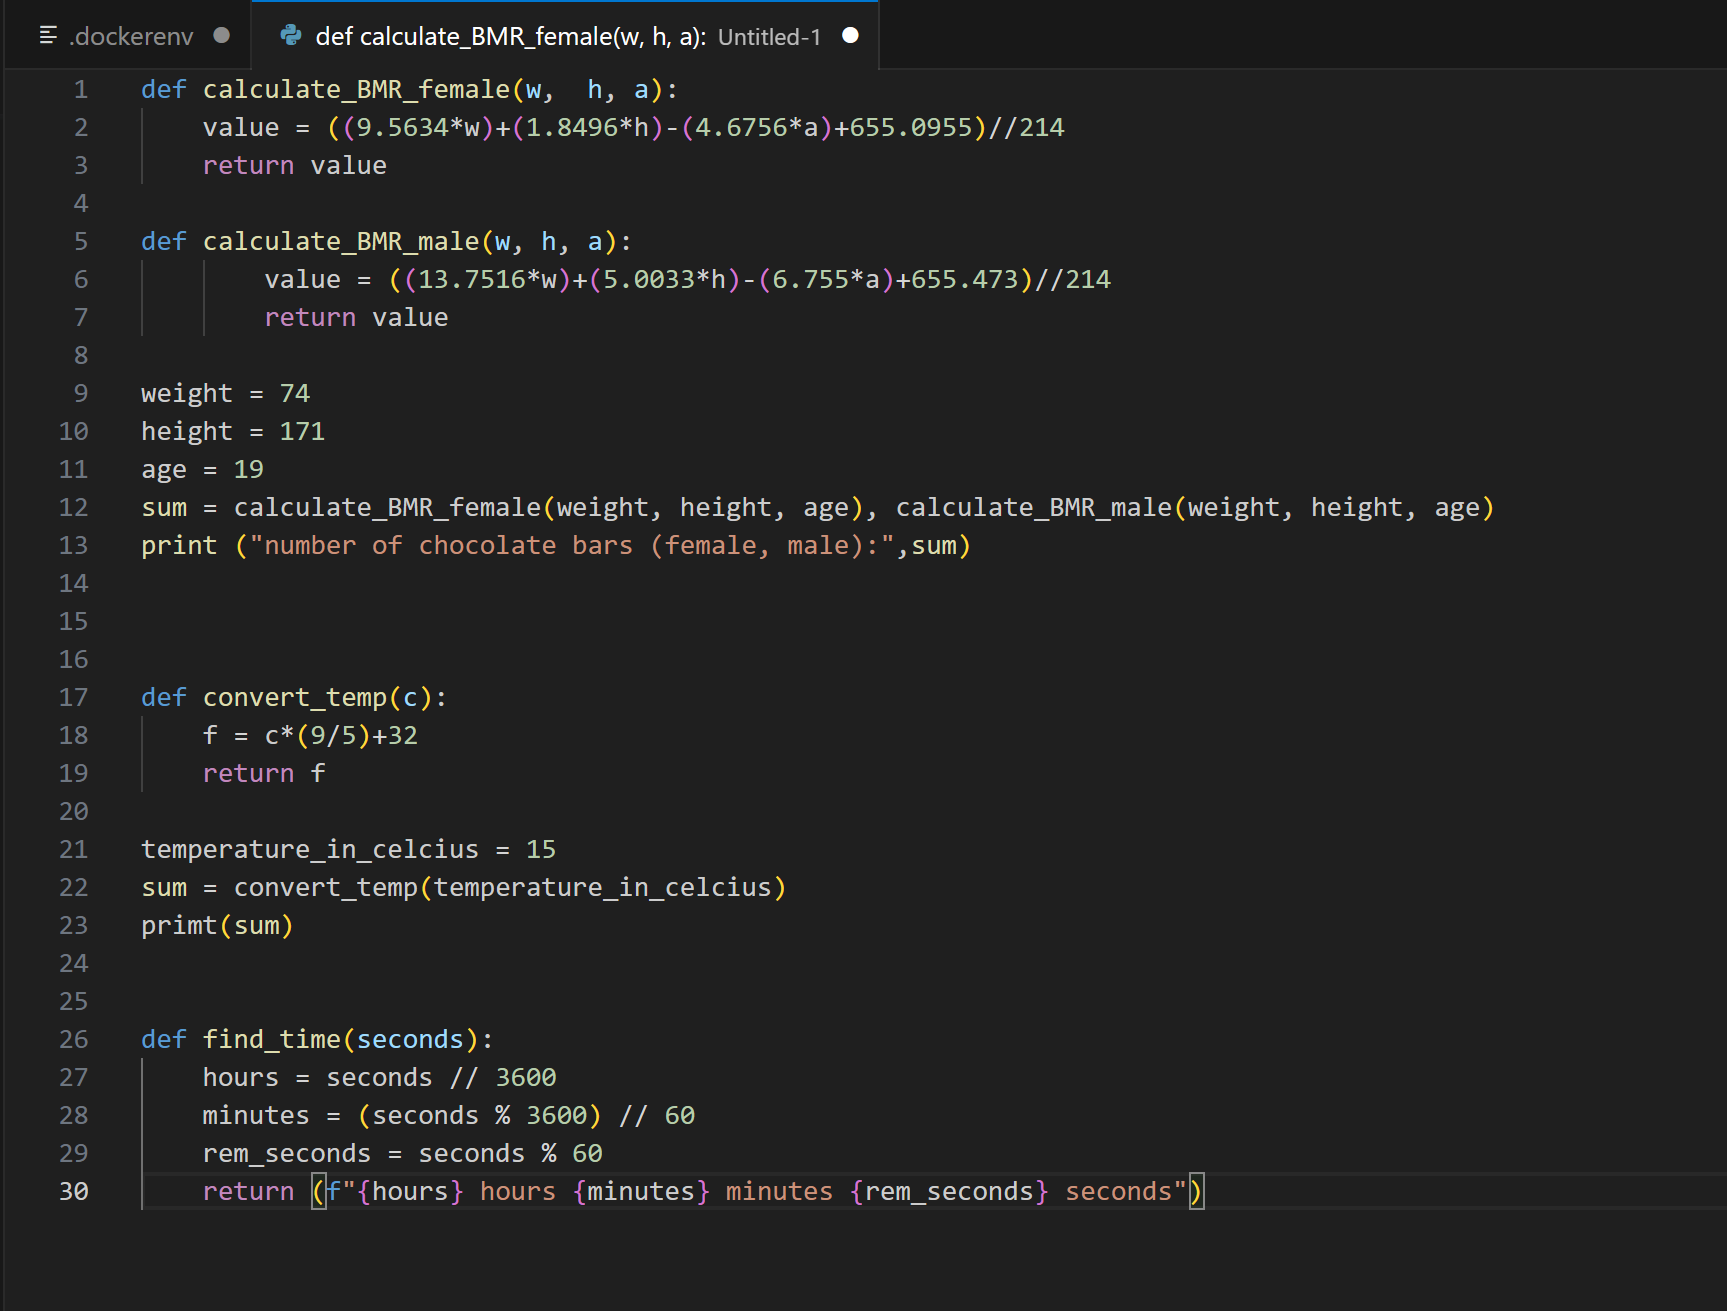 .dockerenv
def calculate_BMR_female(w, h, a): Untitled-1
1 def calculate_BMR_female(w,  h, a):
2     value = ((9.5634*w)+(1.8496*h)-(4.6756*a)+655.0955)//214
3     return value
4
5 def calculate_BMR_male(w, h, a):
6         value = ((13.7516*w)+(5.0033*h)-(6.755*a)+655.473)//214
7         return value
8
9 weight = 74
10 height = 171
11 age = 19
12 sum = calculate_BMR_female(weight, height, age), calculate_BMR_male(weight, height, age)
13 print ("number of chocolate bars (female, male):",sum)
14
15
16
17 def convert_temp(c):
18     f = c*(9/5)+32
19     return f
20
21 temperature_in_celcius = 15
22 sum = convert_temp(temperature_in_celcius)
23 primt(sum)
24
25
26 def find_time(seconds):
27     hours = seconds // 3600
28     minutes = (seconds % 3600) // 60
29     rem_seconds = seconds % 60
30     return (f"{hours} hours {minutes} minutes {rem_seconds} seconds")